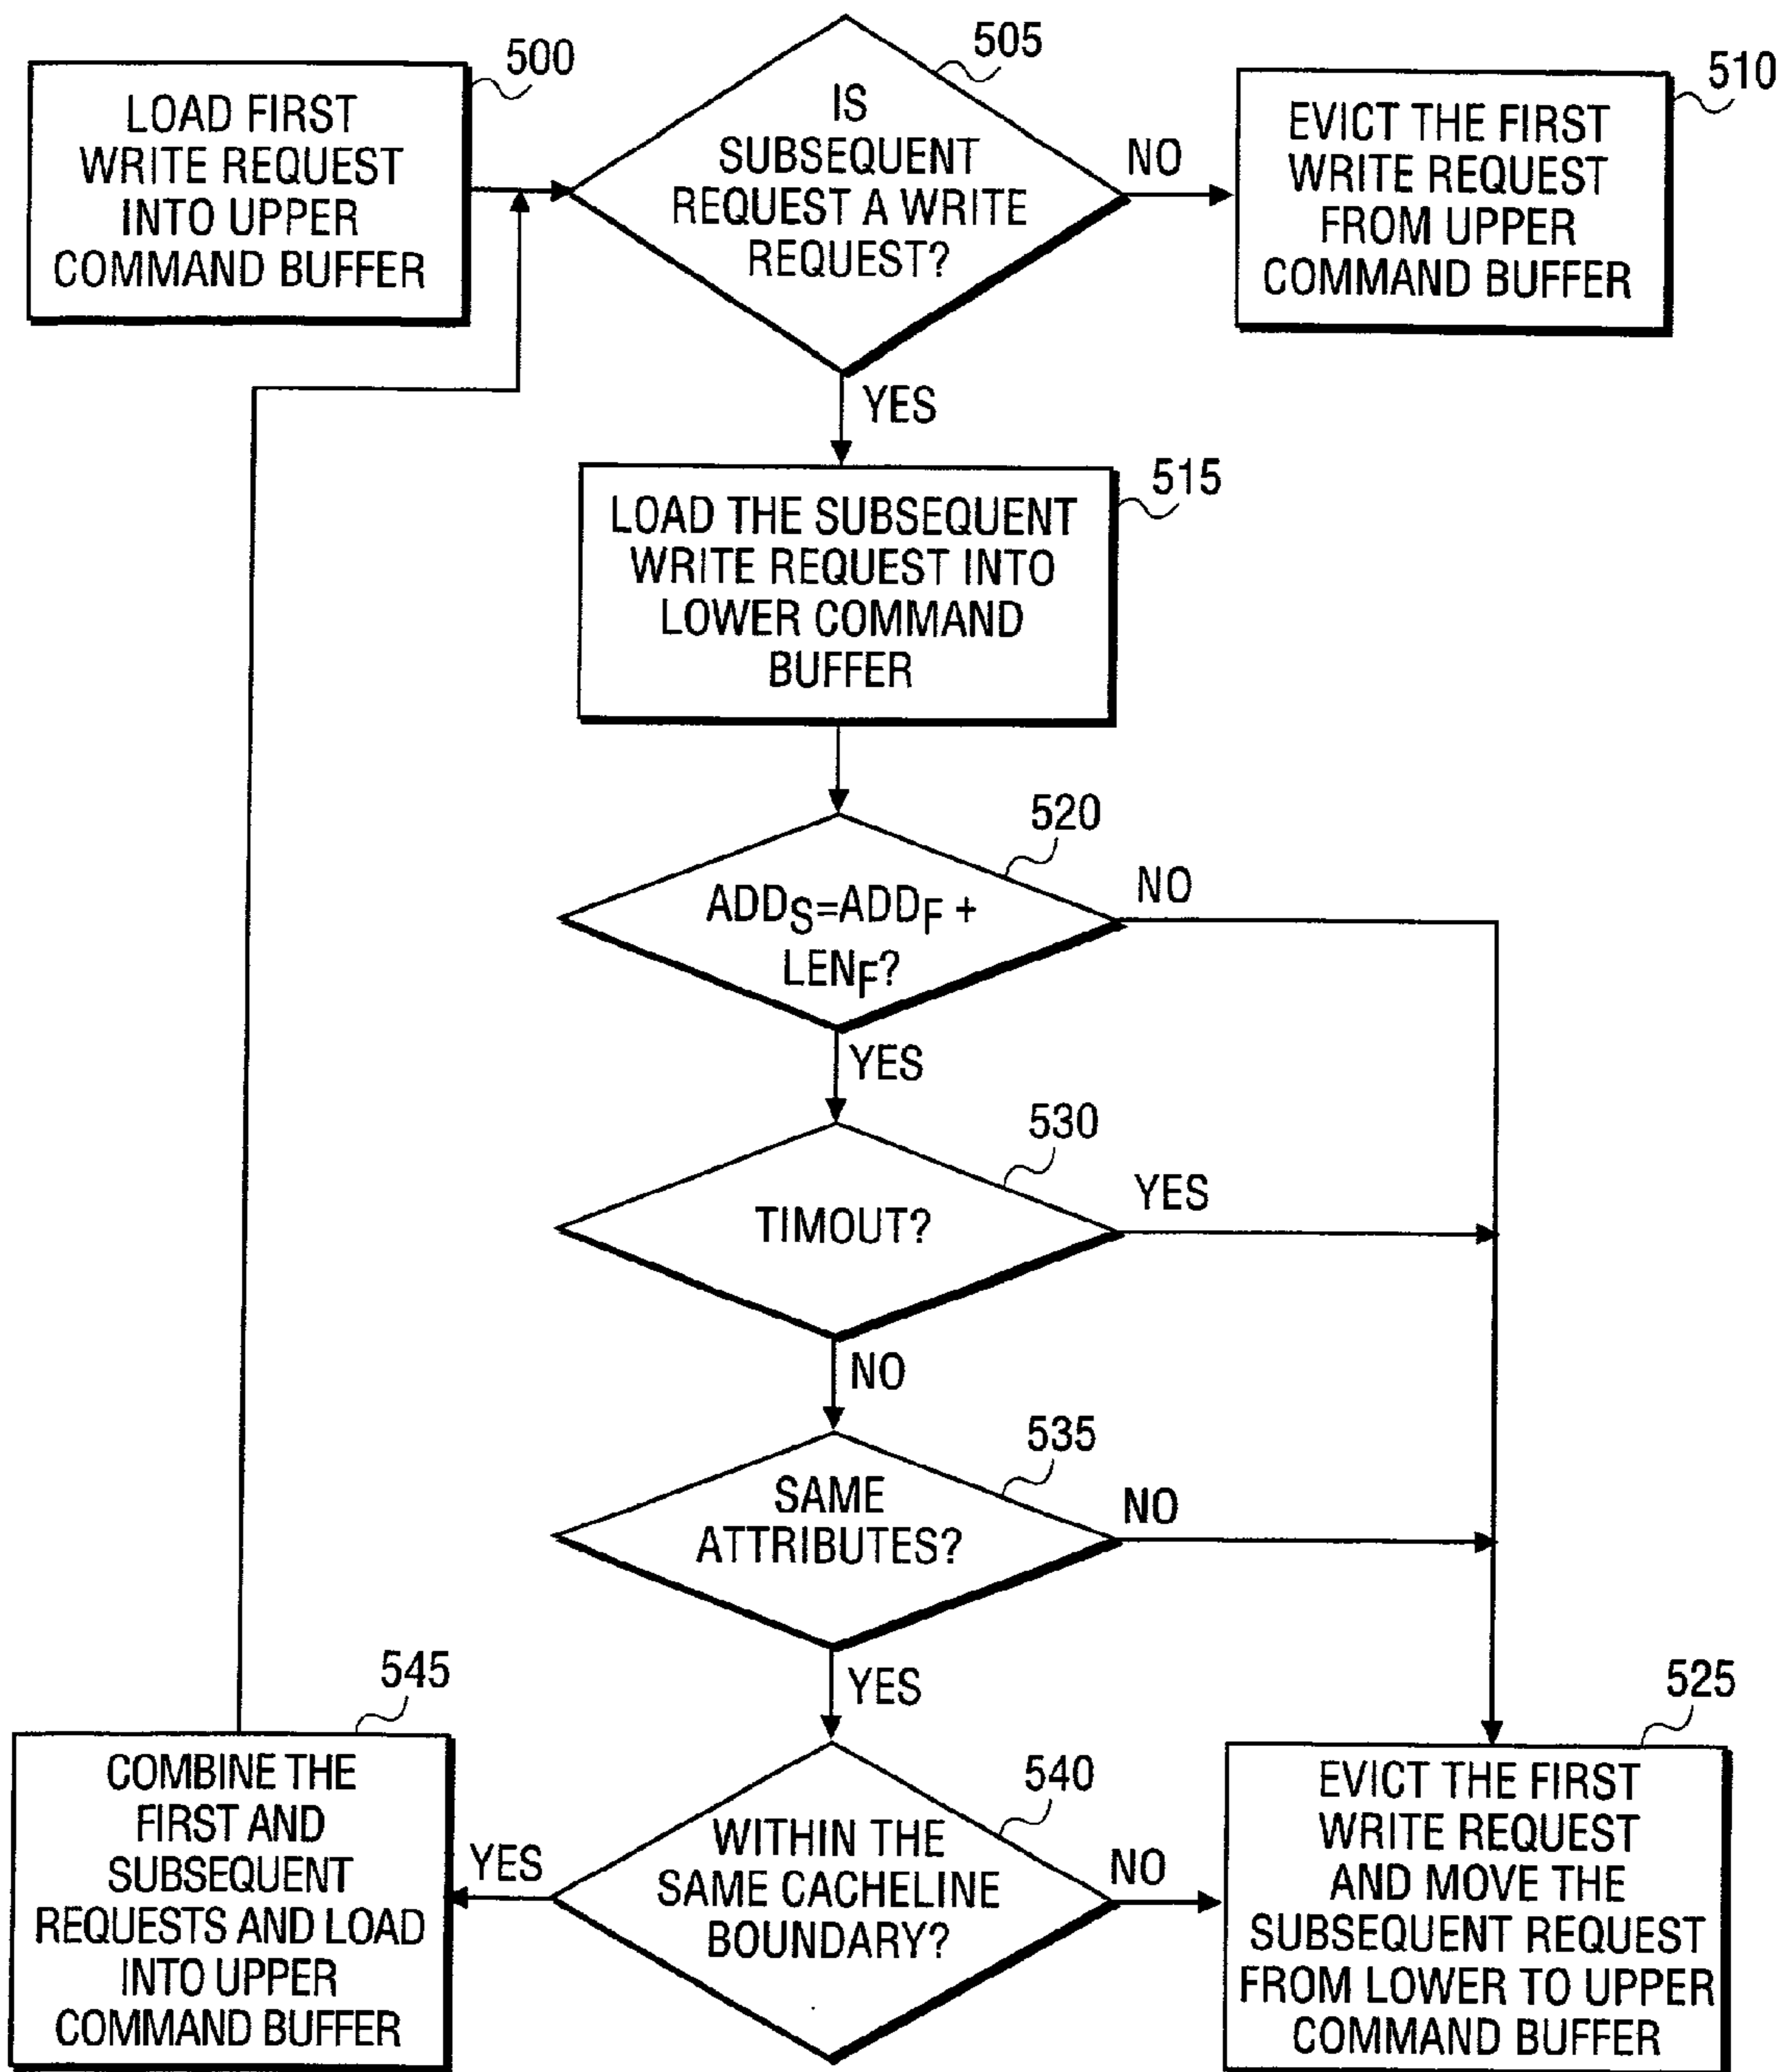 500
LOAD FIRST
WRITE REQUEST
INTO UPPER
COMMAND BUFFER
505
IS
SUBSEQUENT
REQUEST A WRITE
REQUEST?
NO
510
EVICT THE FIRST
WRITE REQUEST
FROM UPPER
COMMAND BUFFER
YES
515
LOAD THE SUBSEQUENT
WRITE REQUEST INTO
LOWER COMMAND
BUFFER
520
ADDS=ADDF +
LENF?
NO
YES
530
TIMOUT?
YES
NO
535
SAME
ATTRIBUTES?
NO
YES
540
WITHIN THE
SAME CACHELINE
BOUNDARY?
YES
NO
545
COMBINE THE
FIRST AND
SUBSEQUENT
REQUESTS AND LOAD
INTO UPPER
COMMAND BUFFER
525
EVICT THE FIRST
WRITE REQUEST
AND MOVE THE
SUBSEQUENT REQUEST
FROM LOWER TO UPPER
COMMAND BUFFER